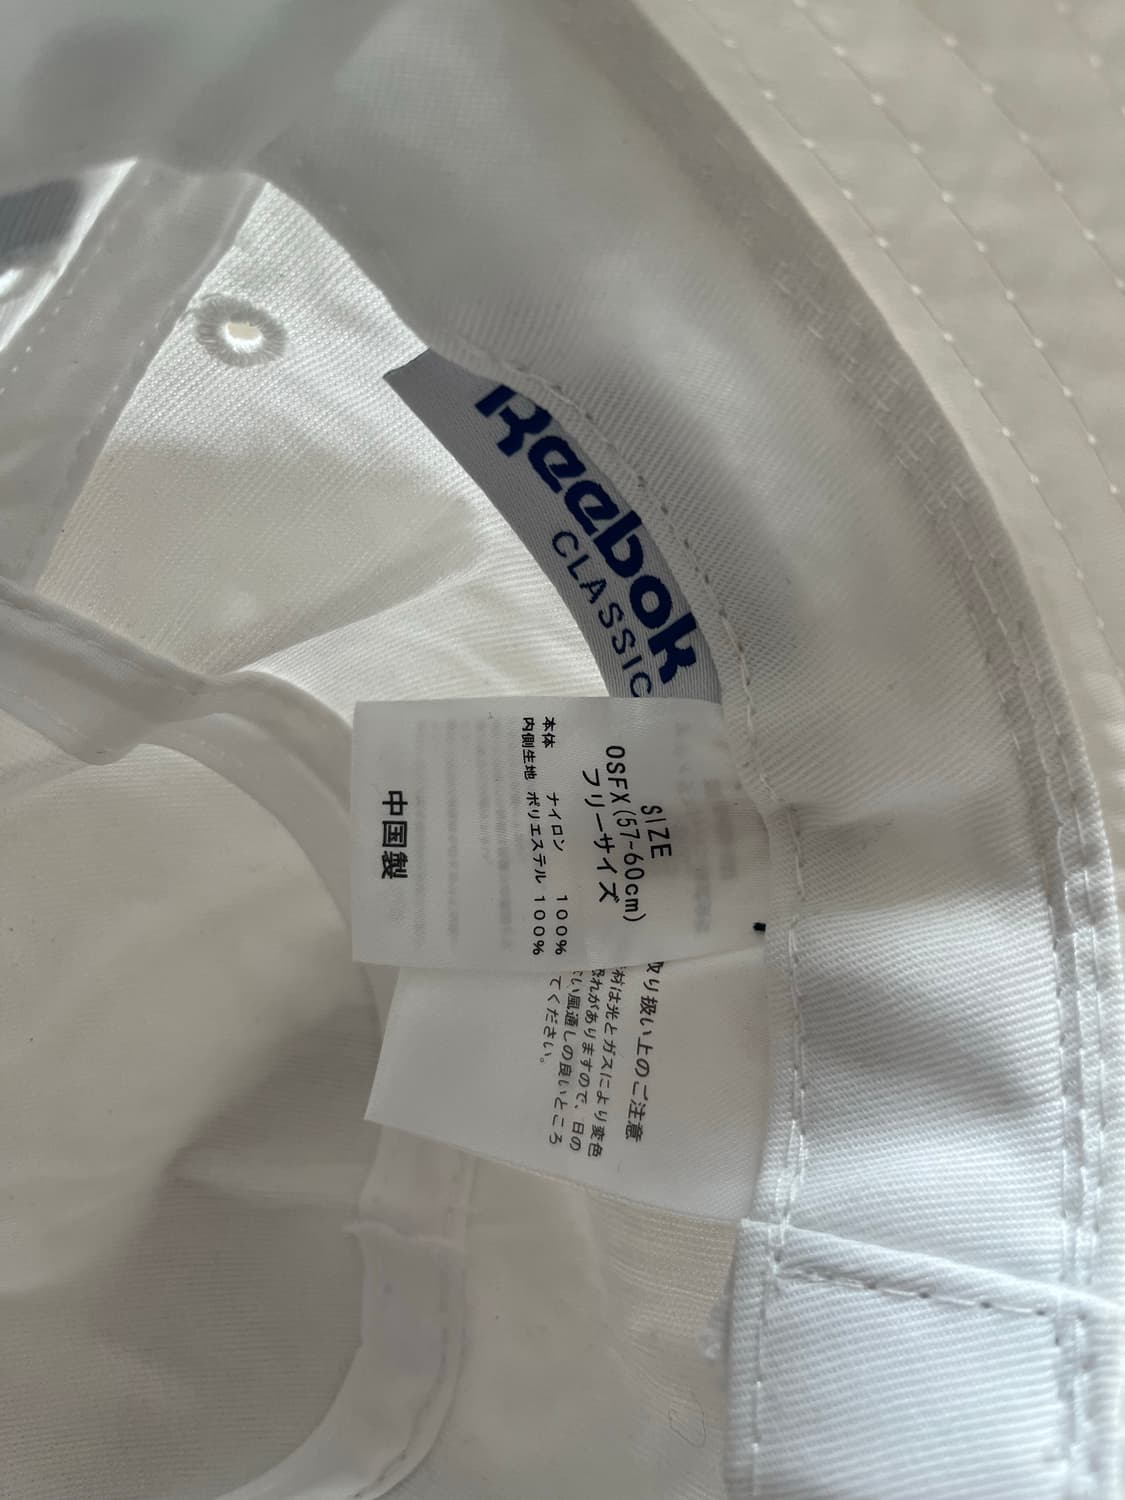 Reebok
CLASSIC
SIZE
OSFX(57-60cm)
フリーサイズ
本体 ナイロン 100%
内側生地 ポリエステル 100%
中国製
取り扱い上のご注意
材は光とガスにより変色
恐れがありますので、日の
い風通しの良いところ
てください。